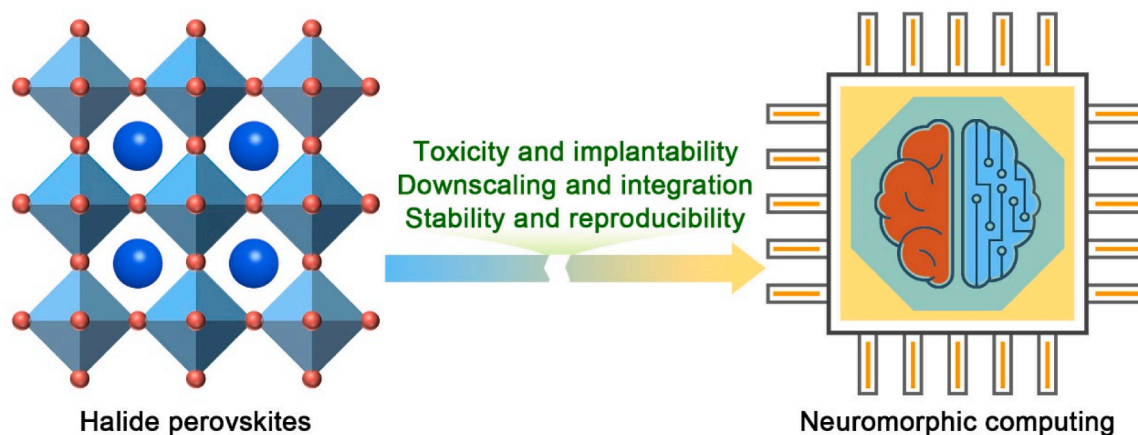 Toxicity and implantability
Downscaling and integration
Stability and reproducibility
Halide perovskites
Neuromorphic computing